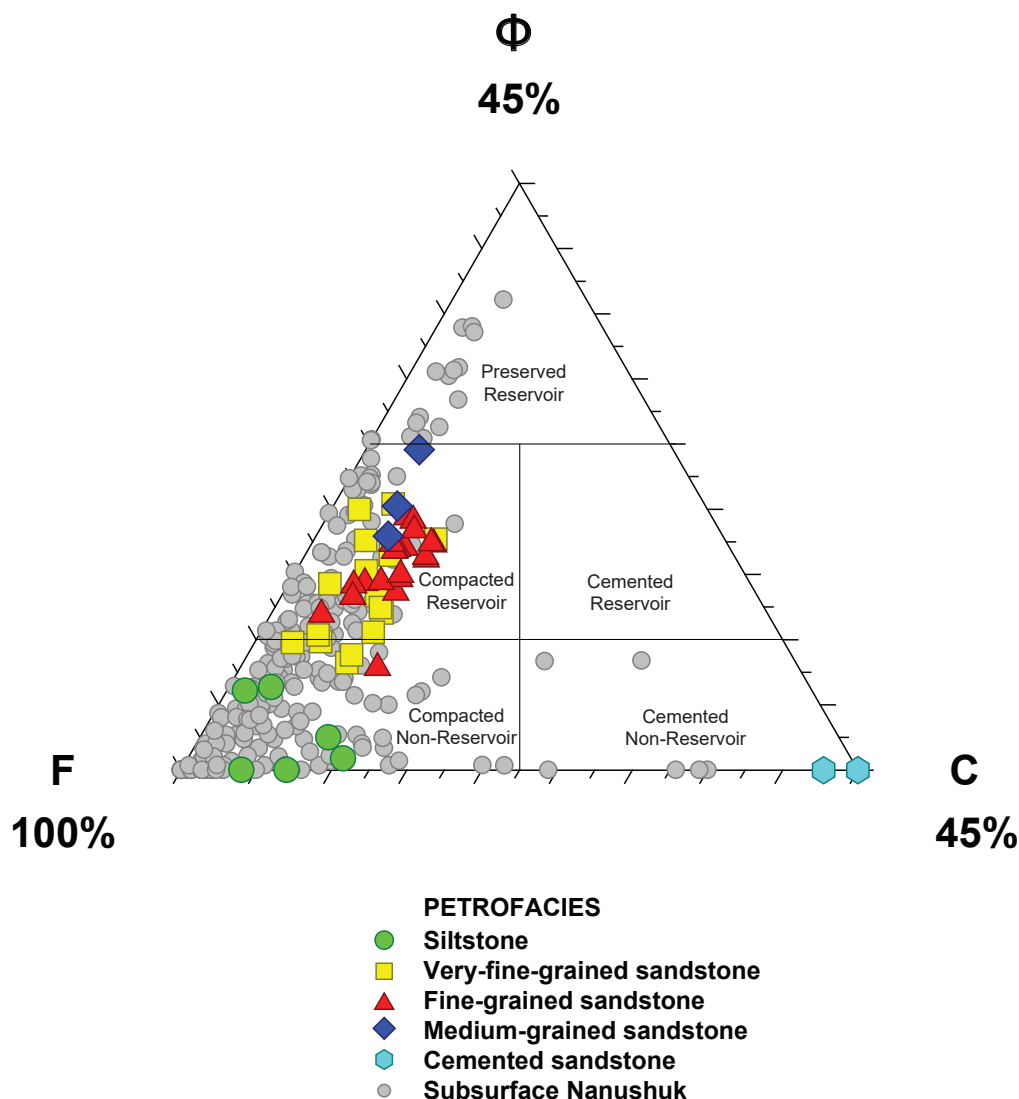 Φ
45%
Preserved
Reservoir
Compacted
Reservoir
Cemented
Reservoir
Compacted
Non-Reservoir
Cemented
Non-Reservoir
F
100%
C
45%
PETROFACIES
Siltstone
Very-fine-grained sandstone
Fine-grained sandstone
Medium-grained sandstone
Cemented sandstone
Subsurface Nanushuk